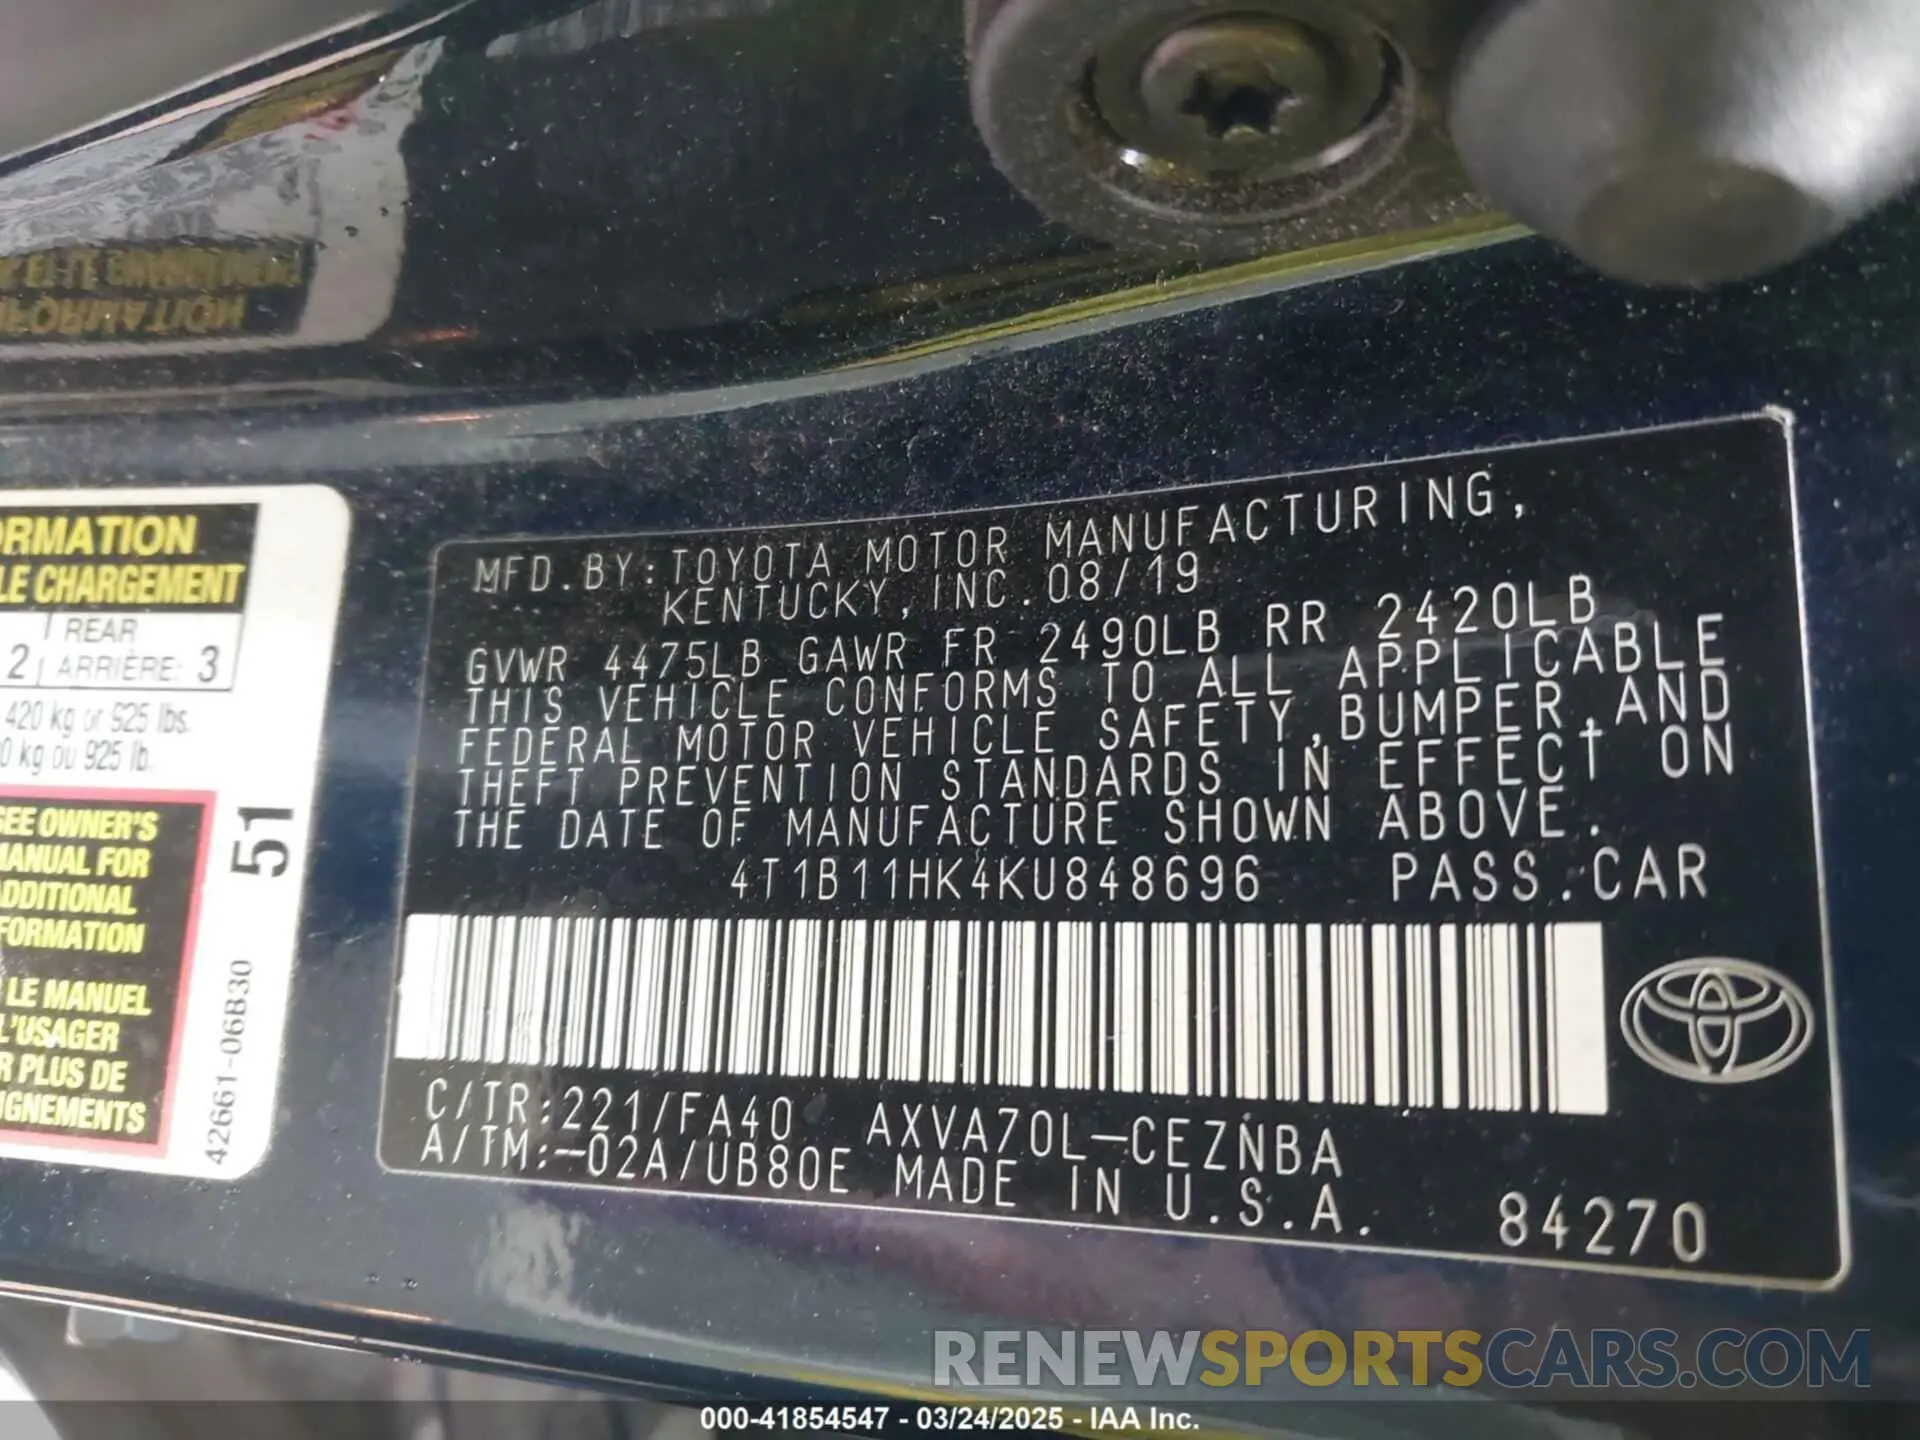 ORMATION
LE CHARGEMENT
2 REAR
ARRIÈRE: 3
420 kg or 925 lbs.
0 kg ou 925 lb.
SEE OWNER'S
MANUAL FOR
ADDITIONAL
FORMATION
LE MANUEL
L'USAGER
R PLUS DE
IGNEMENTS
51
42661-06B30
MFD.BY:TOYOTA MOTOR MANUFACTURING,
KENTUCKY, INC. 08/19
GVWR 4475LB GAWR FR 2490LB RR 2420LB
THIS VEHICLE CONFORMS TO ALL APPLICABLE
FEDERAL MOTOR VEHICLE SAFETY,BUMPER,AND
THEFT PREVENTION STANDARDS IN EFFECT ON
THE DATE OF MANUFACTURE SHOWN ABOVE.
4T1B11HK4KU848696 PASS.CAR
C/TR:221/FA40 AXVA70L-CEZNBA
A/TM:-02A/UB80E MADE IN U.S.A.
84270
RENEWSPORTSCARS.COM
000-41854547 - 03/24/2025 - IAA Inc.